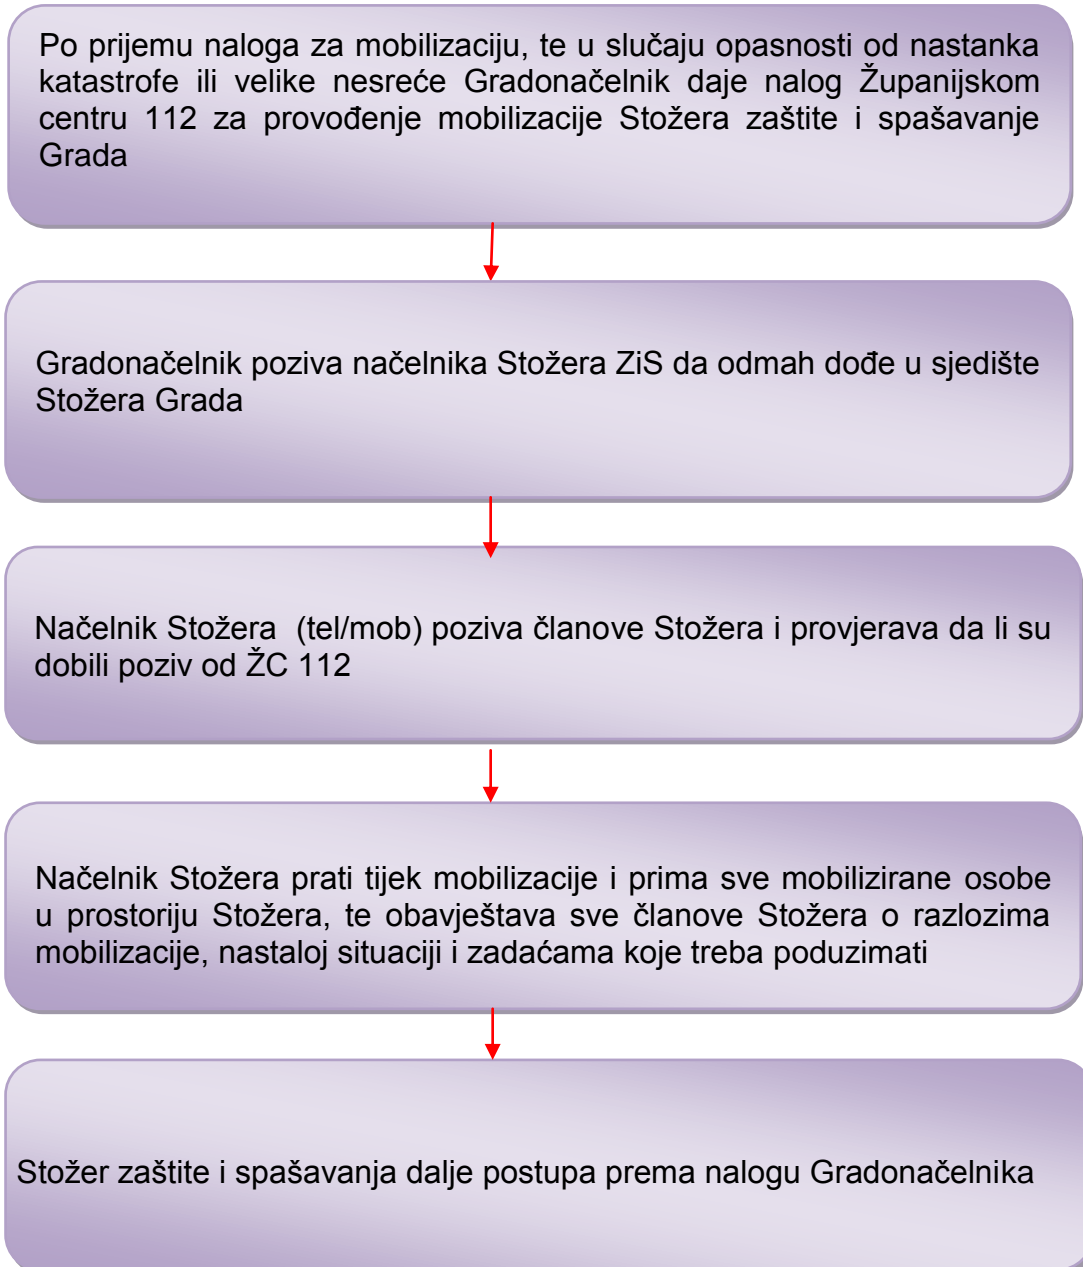 Po prijemu naloga za mobilizaciju, te u slučaju opasnosti od nastanka
katastrofe ili velike nesreće Gradonačelnik daje nalog Županijskom
centru 112 za provođenje mobilizacije Stožera zaštite i spašavanje
Grada
Gradonačelnik poziva načelnika Stožera ZiS da odmah dođe u sjedište
Stožera Grada
Načelnik Stožera (tel/mob) poziva članove Stožera i provjerava da li su
dobili poziv od ŽC 112
Načelnik Stožera prati tijek mobilizacije i prima sve mobilizirane osobe
u prostoriju Stožera, te obavještava sve članove Stožera o razlozima
mobilizacije, nastaloj situaciji i zadaćama koje treba poduzimati
Stožer zaštite i spašavanja dalje postupa prema nalogu Gradonačelnika